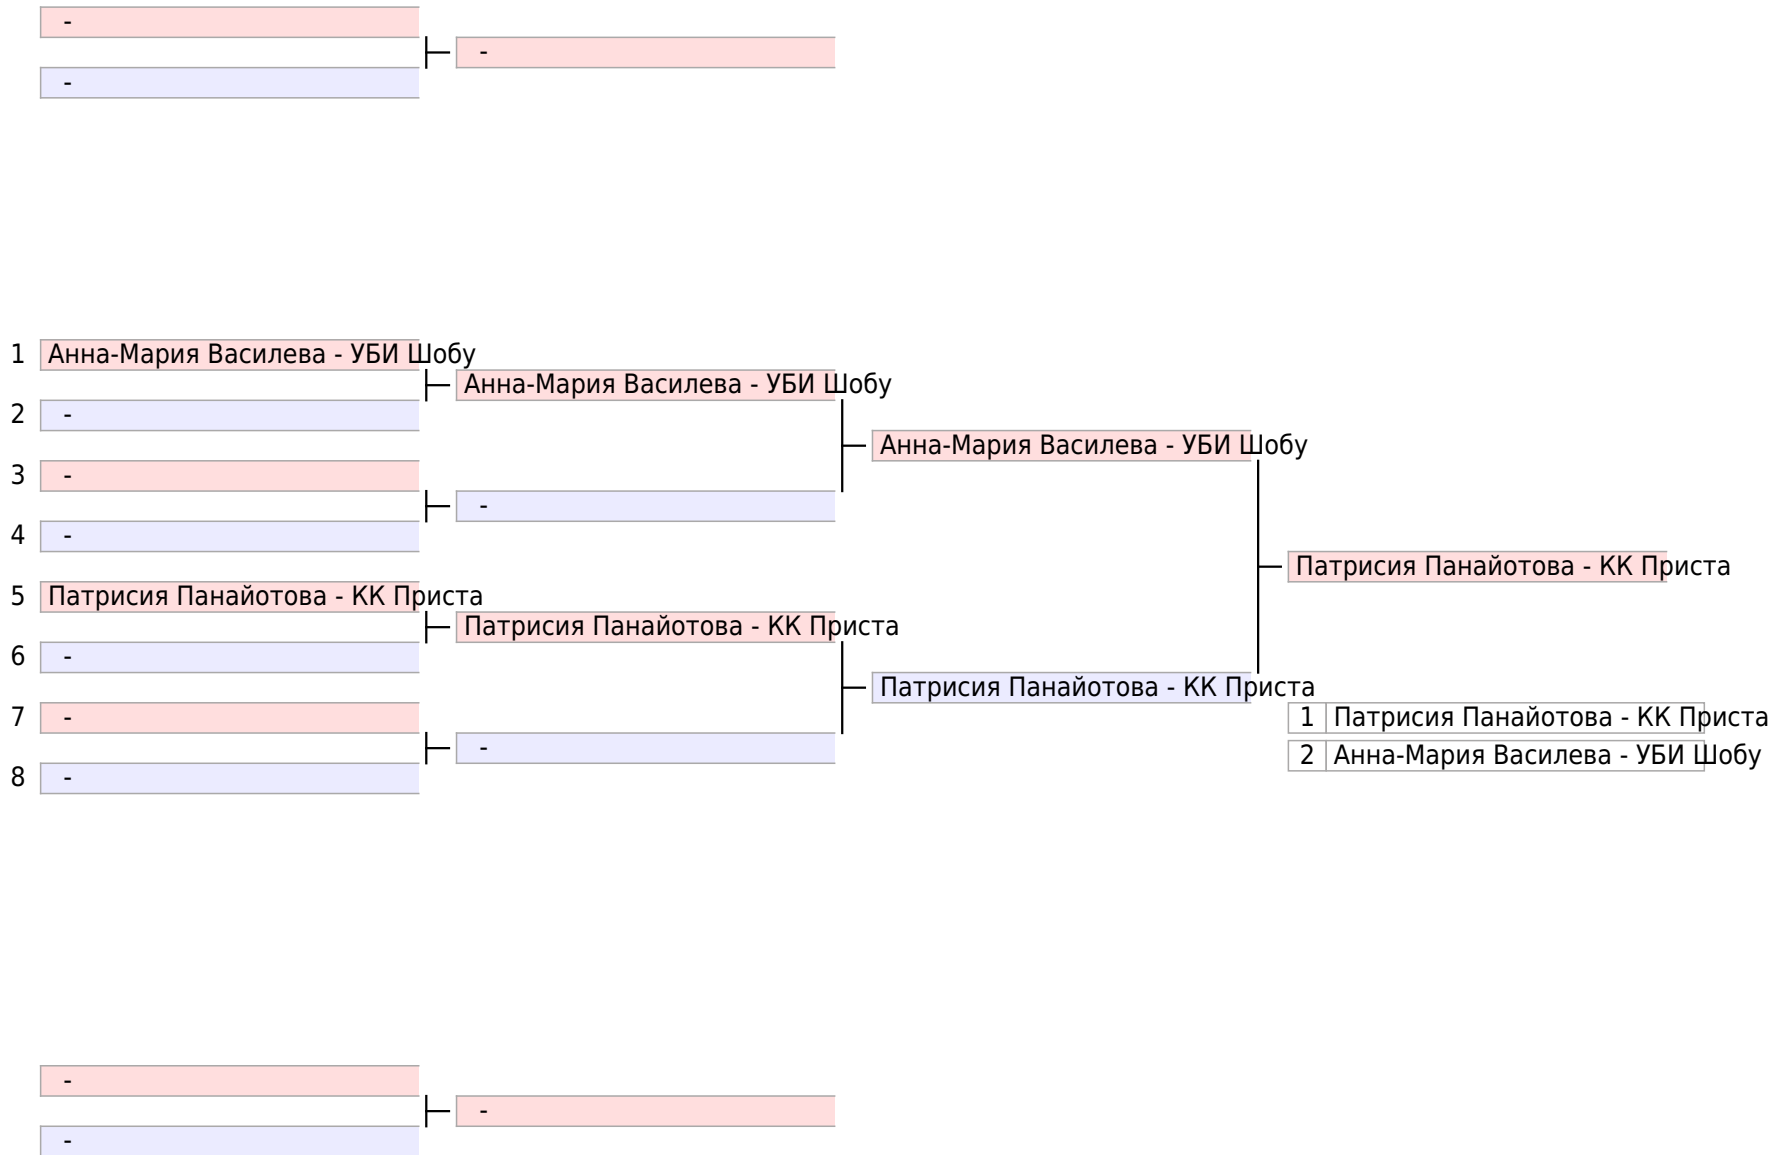 -
-
-
1 Анна-Мария Василева - УБИ Шобу
Анна-Мария Василева - УБИ Шобу
2 -
Анна-Мария Василева - УБИ Шобу
3 -
-
4 -
Патрисия Панайотова - КК Приста
5 Патрисия Панайотова - КК Приста
Патрисия Панайотова - КК Приста
6 -
Патрисия Панайотова - КК Приста
7 -
1 Патрисия Панайотова - КК Приста
-
2 Анна-Мария Василева - УБИ Шобу
8 -
-
-
-